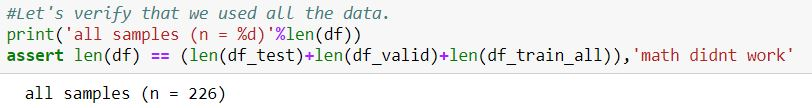 #Let's verify that we used all the data.
print('all samples (n = %d)'%len(df))
assert len(df) == (len(df_test)+len(df_valid)+len(df_train_all)),'math didnt work'
all samples (n = 226)